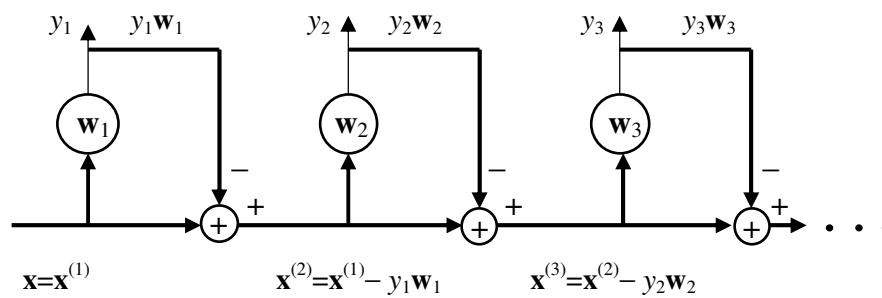 y₁ y₁𝐰₁ y₂ y₂𝐰₂ y₃ y₃𝐰₃
𝐰₁ 𝐰₂ 𝐰₃
− − −
+ + +
+ + +
. . .
𝐱=𝐱⁽¹⁾ 𝐱⁽²⁾=𝐱⁽¹⁾− y₁𝐰₁ 𝐱⁽³⁾=𝐱⁽²⁾− y₂𝐰₂